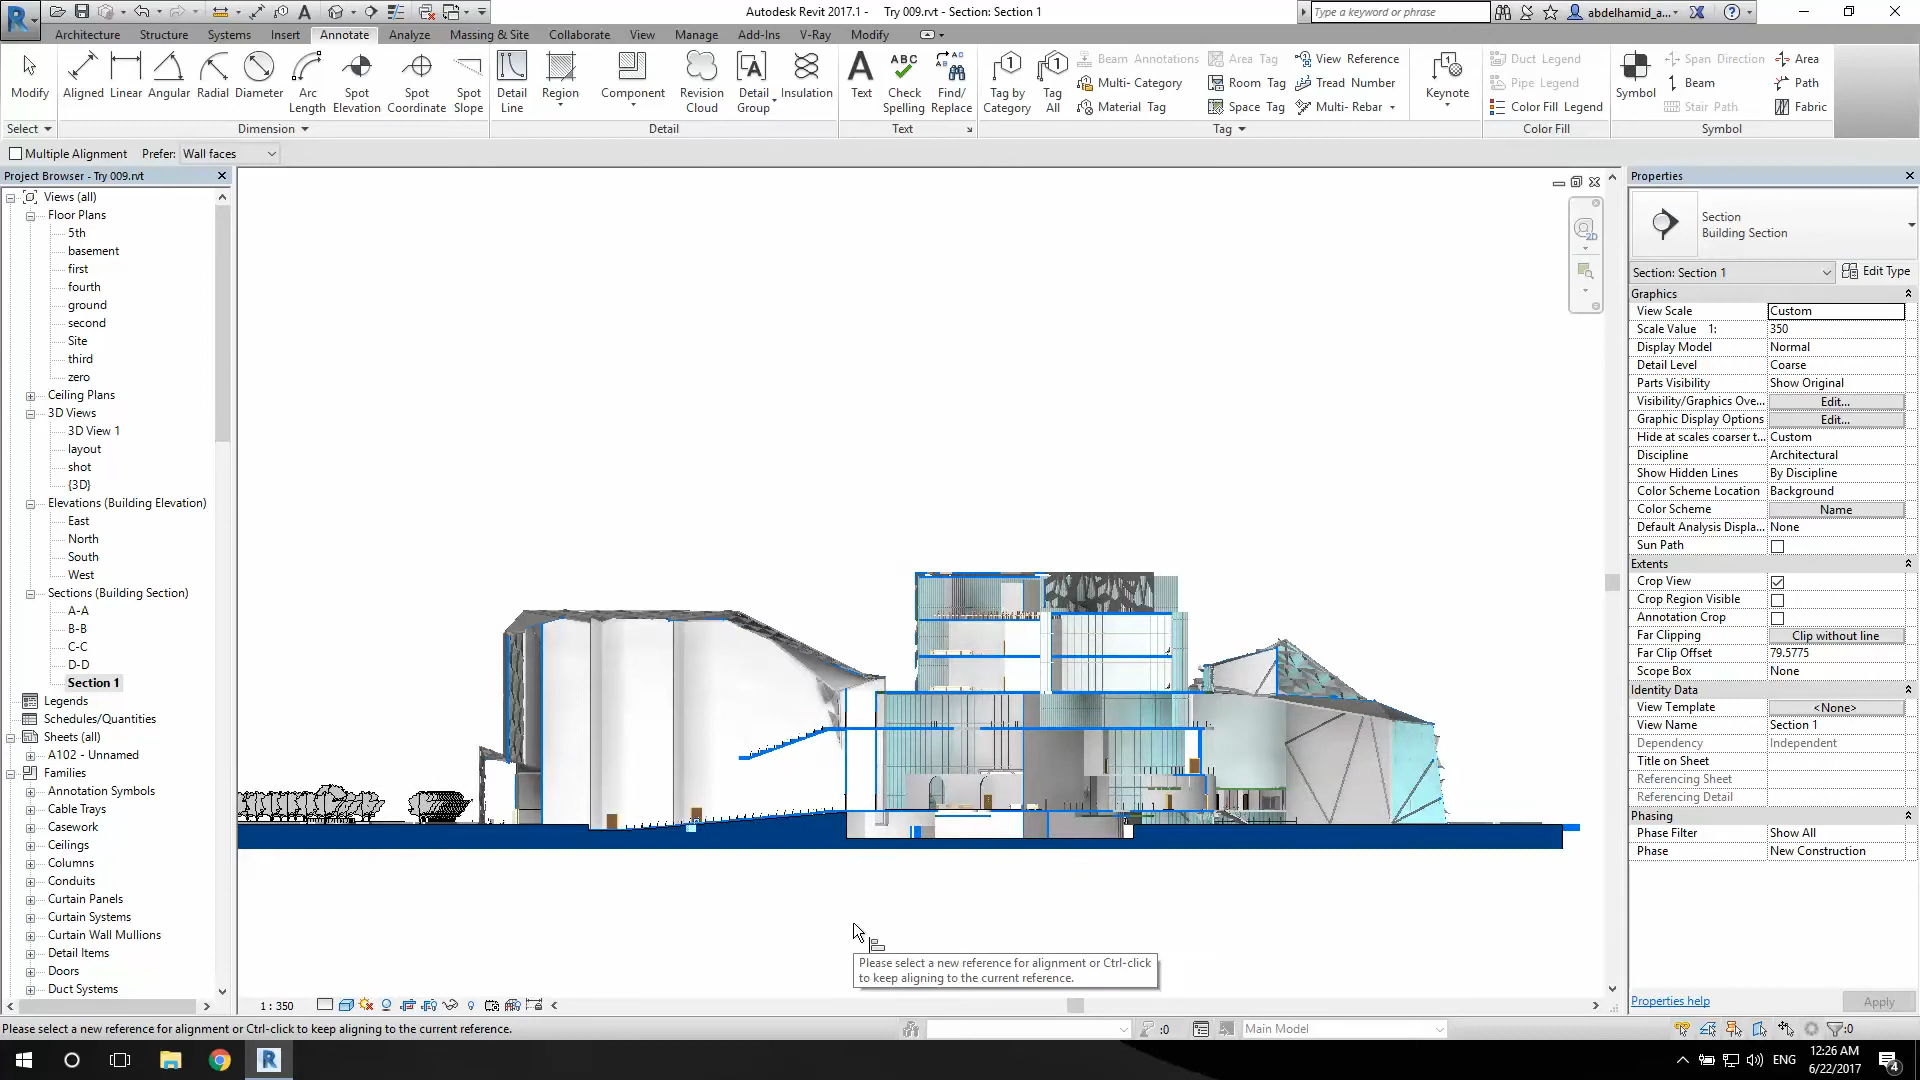 Autodesk Revit 2017.1 - Try 009.rvt - Section: Section 1
Type a keyword or phrase
abdelhamid_a...
Architecture Structure Systems Insert Annotate Analyze Massing & Site Collaborate View Manage Add-Ins V-Ray Modify
Modify
Aligned Linear Angular Radial Diameter Arc Length Spot Elevation Spot Coordinate Spot Slope
Detail Line Region Component Revision Cloud Detail Group Insulation
Text ABC Check Spelling Find/ Replace
Tag by Category Tag All
Beam Annotations Area Tag View Reference
Multi- Category Room Tag Tread Number
Material Tag Space Tag Multi- Rebar
Keynote
Duct Legend
Pipe Legend
Color Fill Legend
Symbol
Span Direction Area
Beam Path
Stair Path Fabric
Select Dimension Detail Text Tag Color Fill Symbol
Multiple Alignment Prefer: Wall faces
Project Browser - Try 009.rvt
Views (all)
Floor Plans
5th
basement
first
fourth
ground
second
Site
third
zero
Ceiling Plans
3D Views
3D View 1
layout
shot
{3D}
Elevations (Building Elevation)
East
North
South
West
Sections (Building Section)
A-A
B-B
C-C
D-D
Section 1
Legends
Schedules/Quantities
Sheets (all)
A102 - Unnamed
Families
Annotation Symbols
Cable Trays
Casework
Ceilings
Columns
Conduits
Curtain Panels
Curtain Systems
Curtain Wall Mullions
Detail Items
Doors
Duct Systems
2D
Please select a new reference for alignment or Ctrl-click
to keep aligning to the current reference.
1 : 350
Properties
Section
Building Section
Section: Section 1 Edit Type
Graphics
View Scale Custom
Scale Value 1: 350
Display Model Normal
Detail Level Coarse
Parts Visibility Show Original
Visibility/Graphics Ove... Edit...
Graphic Display Options Edit...
Hide at scales coarser t... Custom
Discipline Architectural
Show Hidden Lines By Discipline
Color Scheme Location Background
Color Scheme Name
Default Analysis Displa... None
Sun Path
Extents
Crop View
Crop Region Visible
Annotation Crop
Far Clipping Clip without line
Far Clip Offset 79.5775
Scope Box None
Identity Data
View Template <None>
View Name Section 1
Dependency Independent
Title on Sheet
Referencing Sheet
Referencing Detail
Phasing
Phase Filter Show All
Phase New Construction
Properties help Apply
Please select a new reference for alignment or Ctrl-click to keep aligning to the current reference.
:0 Main Model :0
ENG 12:26 AM
6/22/2017
4